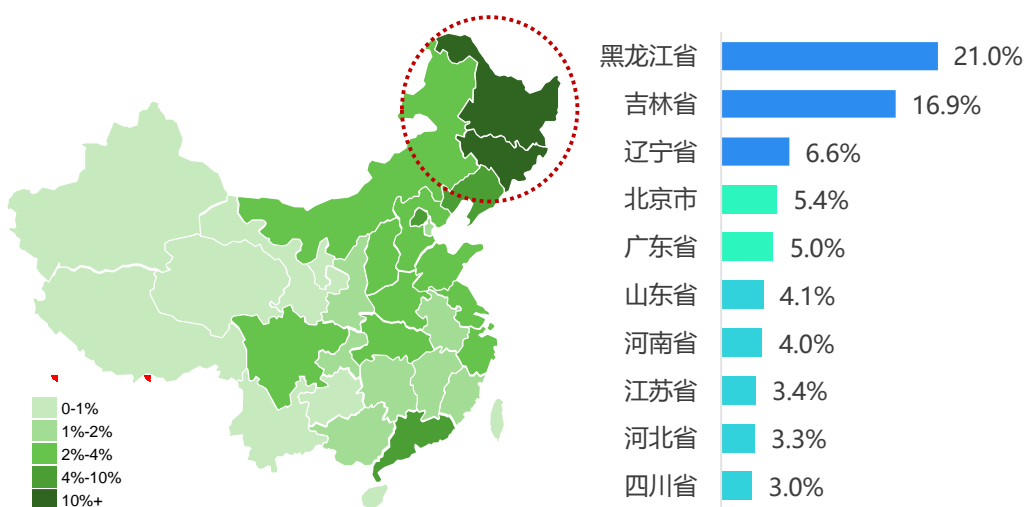 黑龙江省 21.0%
吉林省 16.9%
辽宁省 6.6%
北京市 5.4%
广东省 5.0%
山东省 4.1%
河南省 4.0%
江苏省 3.4%
河北省 3.3%
四川省 3.0%
0-1%
1%-2%
2%-4%
4%-10%
10%+